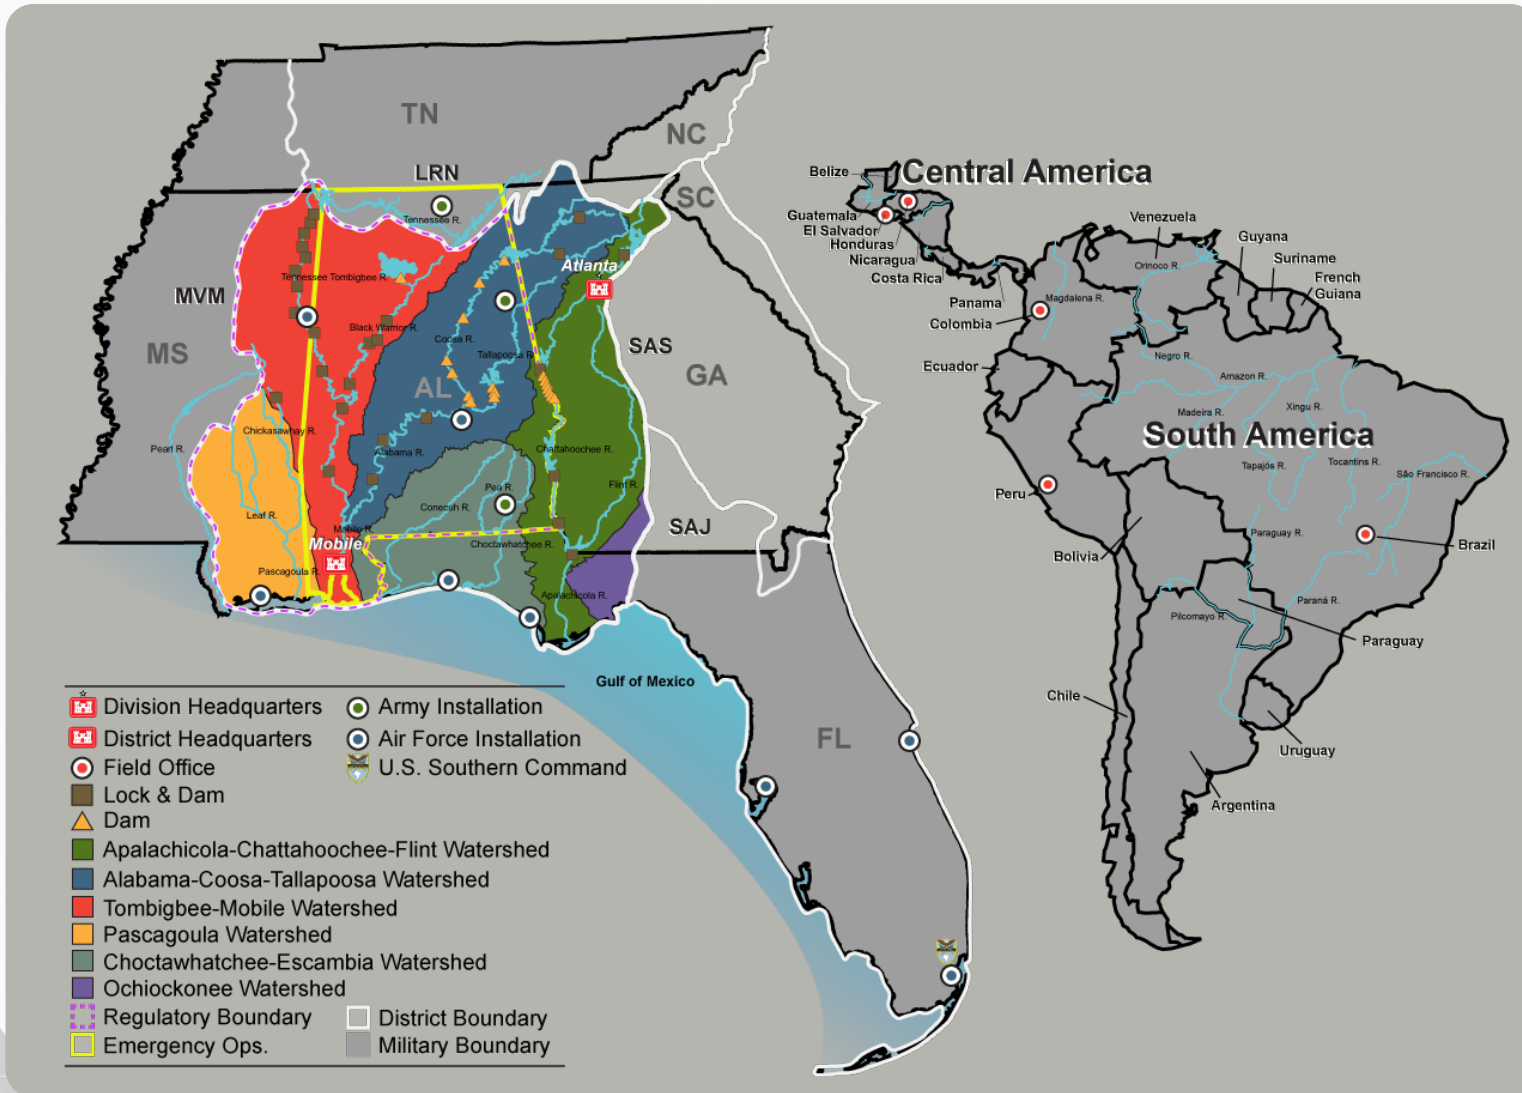 TN
NC
LRN
SC
Tennessee R.
Atlanta
Tennessee Tombigbee R.
MVM
MS
Black Warrior R.
Coosa R.
Tallapoosa R.
SAS
GA
AL
Chickasawhay R.
Pearl R.
Alabama R.
Chattahoochee R.
Pea R.
Flint R.
Conecuh R.
Leaf R.
Mobile R.
SAJ
Mobile
Choctawhatchee R.
Pascagoula R.
Apalachicola R.
Gulf of Mexico
FL
Central America
Belize
Guatemala
El Salvador
Honduras
Nicaragua
Costa Rica
Panama
Colombia
Ecuador
Venezuela
Guyana
Suriname
French
Guiana
Orinoco R.
Magdalena R.
Negro R.
Amazon R.
Madeira R.
Xingu R.
South America
Tapajós R.
Tocantins R.
São Francisco R.
Peru
Paraguay R.
Brazil
Bolivia
Paraná R.
Pilcomayo R.
Paraguay
Chile
Uruguay
Argentina
Division Headquarters
District Headquarters
Field Office
Lock & Dam
Dam
Apalachicola-Chattahoochee-Flint Watershed
Alabama-Coosa-Tallapoosa Watershed
Tombigbee-Mobile Watershed
Pascagoula Watershed
Choctawhatchee-Escambia Watershed
Ochiockonee Watershed
Regulatory Boundary
Emergency Ops.
Army Installation
Air Force Installation
U.S. Southern Command
District Boundary
Military Boundary